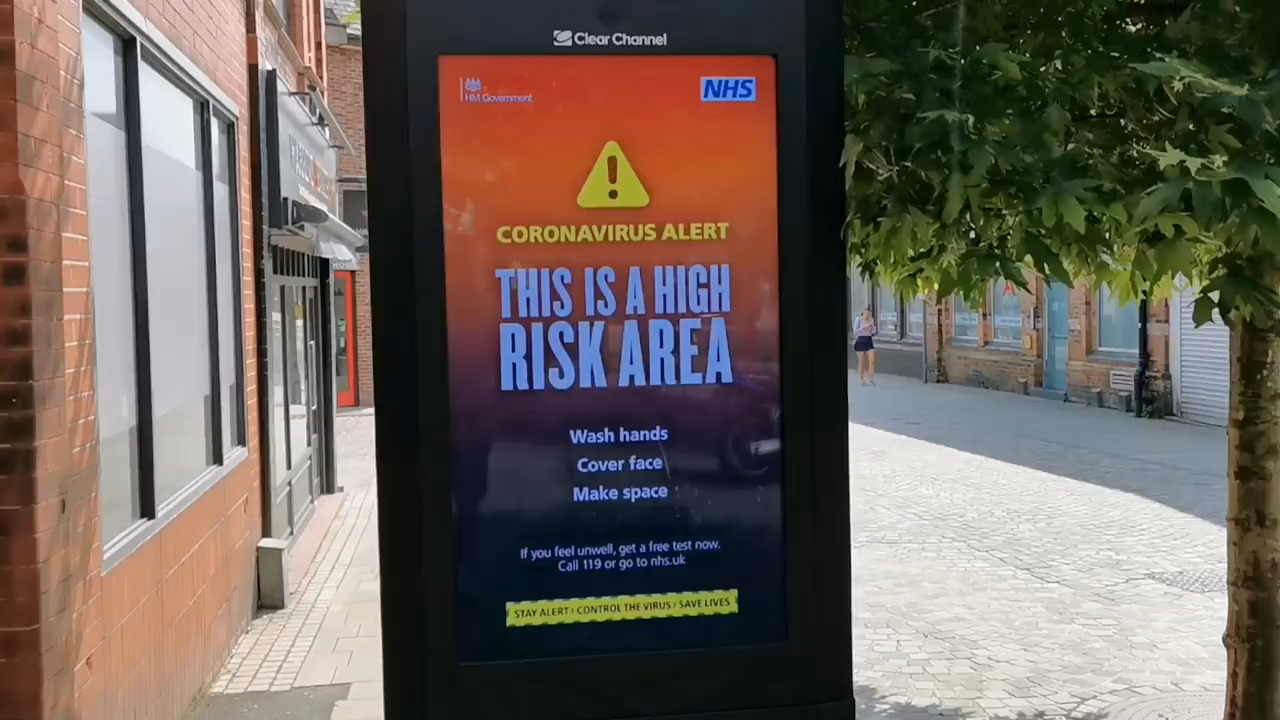 Clear Channel
HM Government
NHS
CORONAVIRUS ALERT
THIS IS A HIGH
RISK AREA
Wash hands
Cover face
Make space
If you feel unwell, get a free test now.
Call 119 or go to nhs.uk
STAY ALERT › CONTROL THE VIRUS › SAVE LIVES